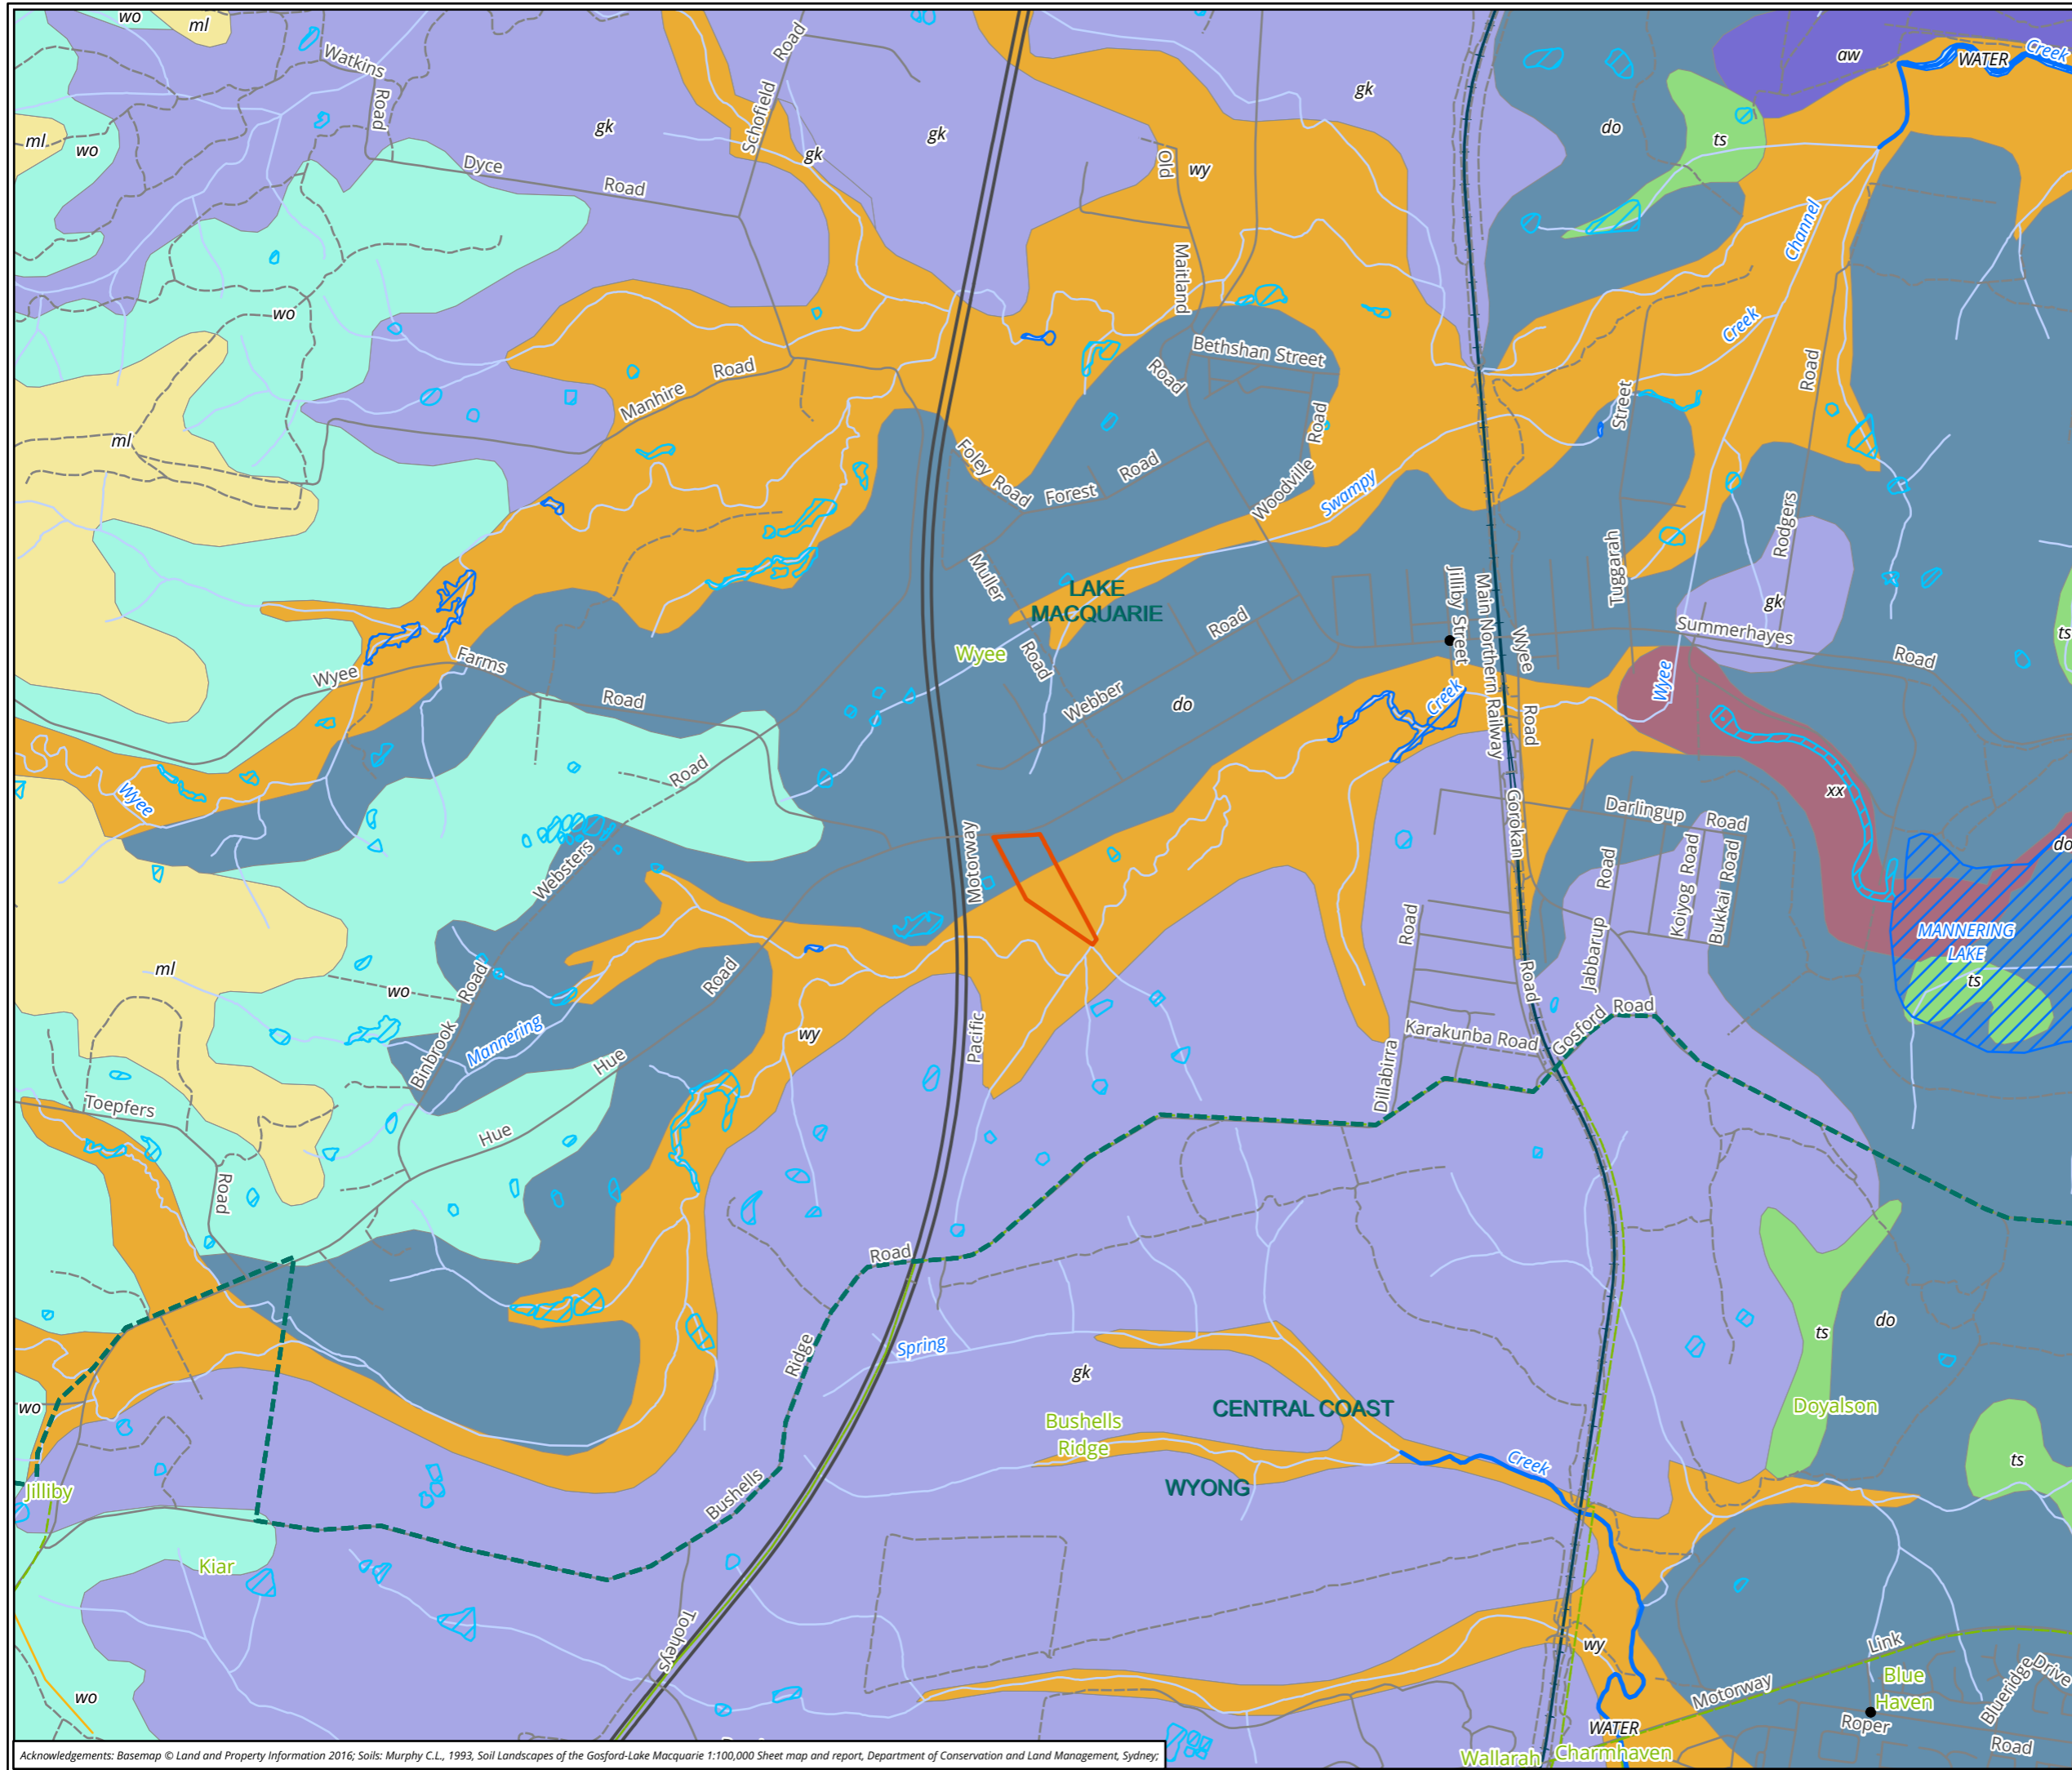 wo
ml
Watkins
Road
Schofield
Road
gk
gk
gk
gk
aw
WATER
Creek
do
ts
ml
wo
Dyce
Road
Old
wy
Maitland
Channel
Creek
wo
Bethshan Street
Road
Road
Manhire
Road
Street
Road
ml
Foley Road
Forest
Road
Woodville
Swampy
Rodgers
Tuggarah
Muller
Road
LAKE
MACQUARIE
Wyee
Jilliby Street
Main Northern Railway
Wyee
Road
gk
Summerhayes
Road
ts
Wyee
Farms
Road
Webber
Road
do
Creek
Wyee
xx
Wyee
Road
Websters
Motorway
Gorokan
Road
Darlingup
Road
Road
Koiyog Road
Bukkai Road
Jabbarup
do
MANNERING
LAKE
ts
ml
wo
Road
Binbrook
Mannering
Road
Hue
Hue
wy
Pacific
Road
Dillabirra
Karakunba Road
Gosford
Road
Toepfers
Road
Road
Ridge
Bushells
Spring
gk
CENTRAL COAST
Bushells
Ridge
WYONG
Creek
ts
do
Doyalson
ts
wo
Jilliby
Kiar
wo
Tooheys
wy
Link
Motorway
Blue
Haven
Blueridge
Drive
Roper
Road
WATER
Wallarah
Charmhaven
Acknowledgements: Basemap © Land and Property Information 2016; Soils: Murphy C.L., 1993, Soil Landscapes of the Gosford-Lake Macquarie 1:100,000 Sheet map and report, Department of Conservation and Land Management, Sydney;